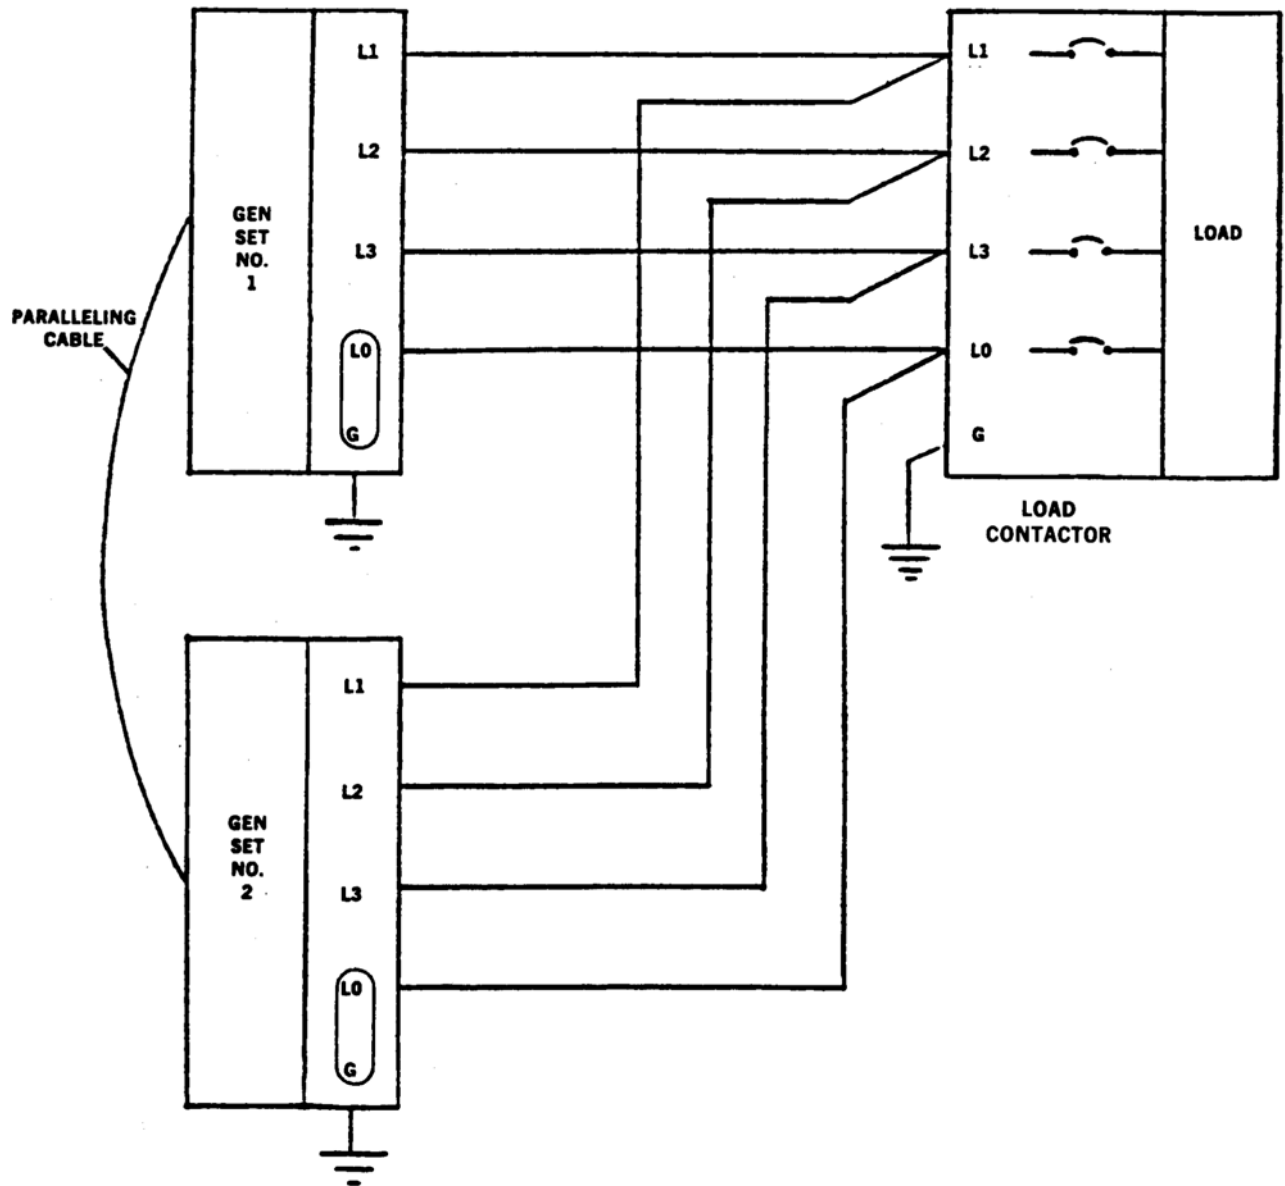 L1
L2
L3
L0
G
GEN
SET
NO.
1
PARALLELING
CABLE
L1
L2
L3
L0
G
LOAD
LOAD
CONTACTOR
L1
L2
L3
L0
G
GEN
SET
NO.
2